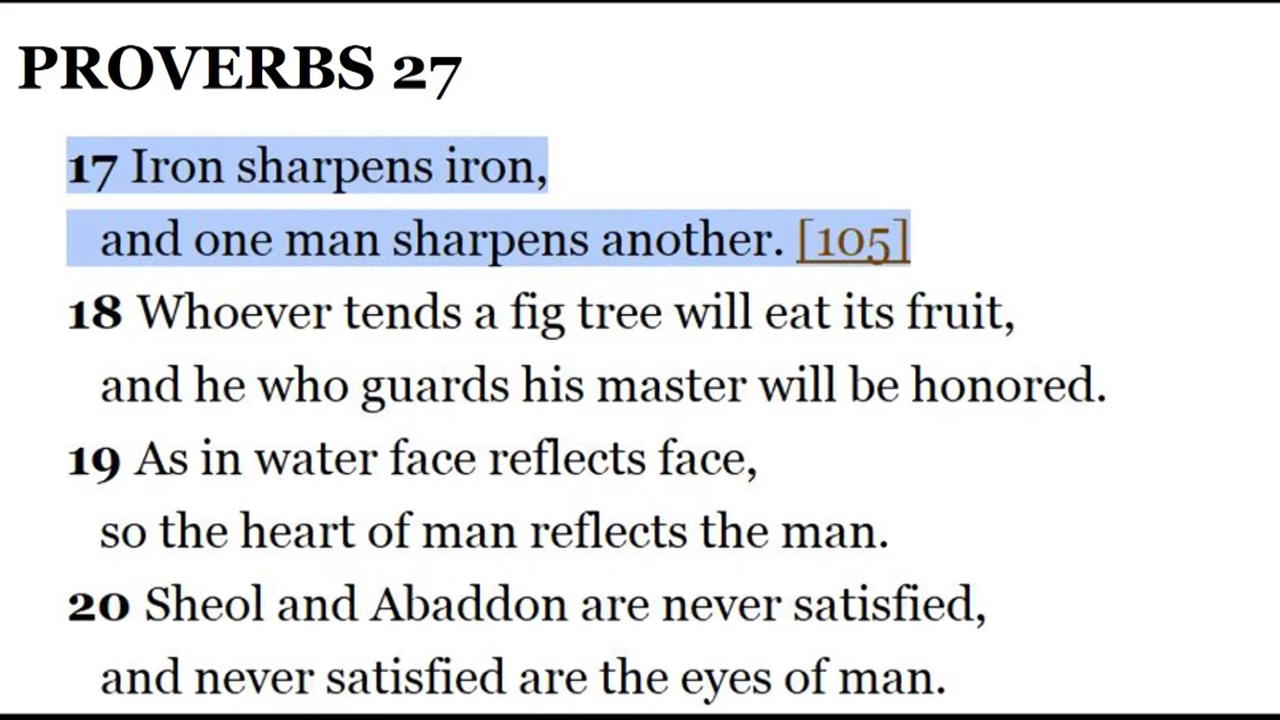 PROVERBS 27
17 Iron sharpens iron,
and one man sharpens another. [105]
18 Whoever tends a fig tree will eat its fruit,
and he who guards his master will be honored.
19 As in water face reflects face,
so the heart of man reflects the man.
20 Sheol and Abaddon are never satisfied,
and never satisfied are the eyes of man.